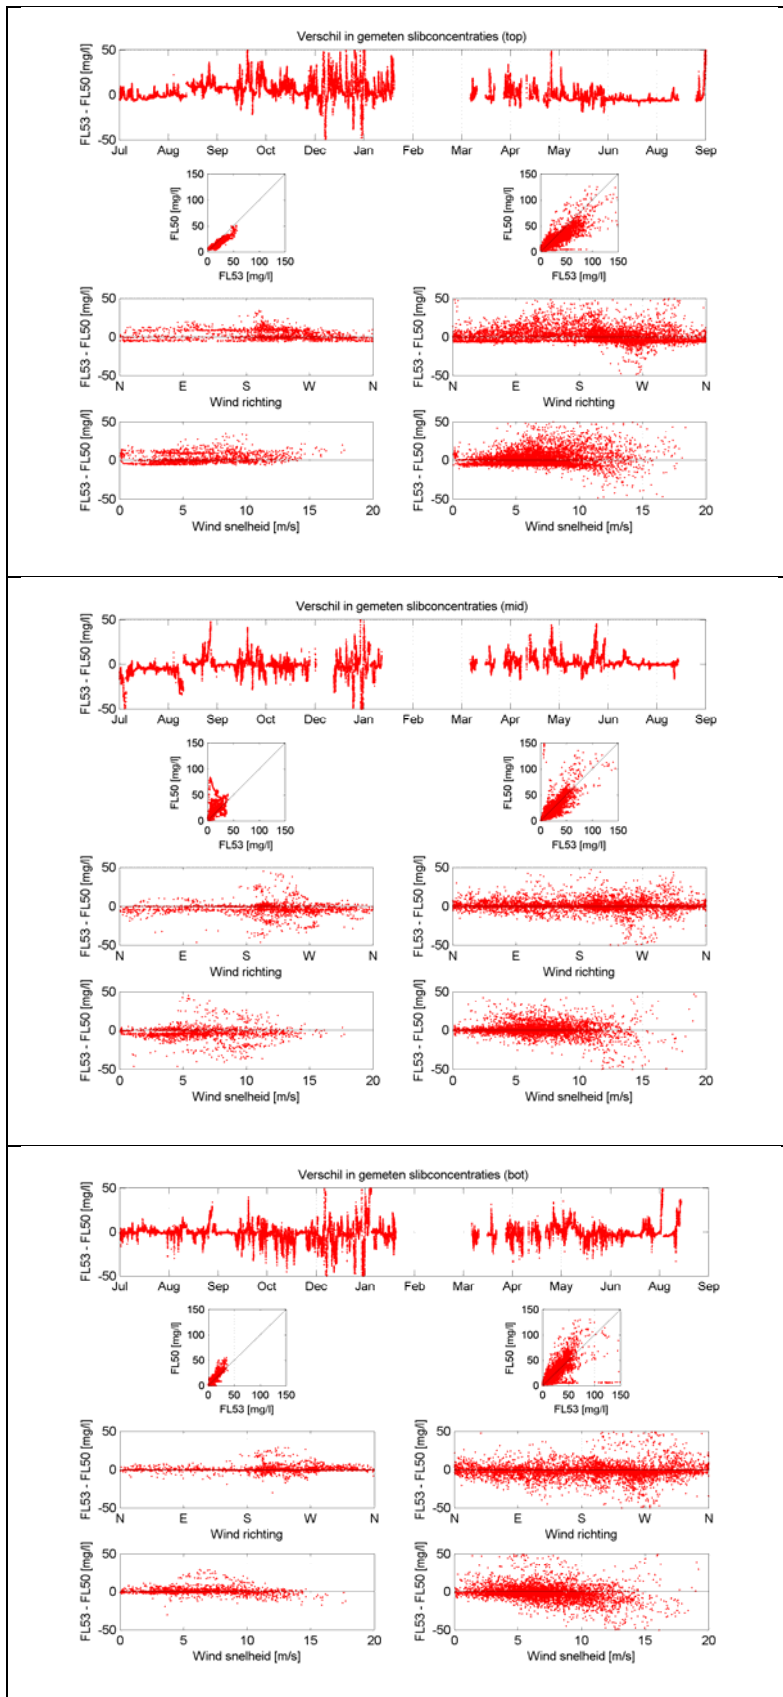 Verschil in gemeten slibconcentraties (top)
FL53 - FL50 [mg/l]
50
0
-50
Jul Aug Sep Oct Dec Jan Feb Mar Apr May Jun Aug Sep
FL50 [mg/l]
150
100
50
0
0 50 100 150
FL53 [mg/l]
FL50 [mg/l]
150
100
50
0
0 50 100 150
FL53 [mg/l]
FL53 - FL50 [mg/l]
50
0
-50
N E S W N
Wind richting
FL53 - FL50 [mg/l]
50
0
-50
N E S W N
Wind richting
FL53 - FL50 [mg/l]
50
0
-50
0 5 10 15 20
Wind snelheid [m/s]
FL53 - FL50 [mg/l]
50
0
-50
0 5 10 15 20
Wind snelheid [m/s]
Verschil in gemeten slibconcentraties (mid)
FL53 - FL50 [mg/l]
50
0
-50
Jul Aug Sep Oct Dec Jan Feb Mar Apr May Jun Aug Sep
FL50 [mg/l]
150
100
50
0
0 50 100 150
FL53 [mg/l]
FL50 [mg/l]
150
100
50
0
0 50 100 150
FL53 [mg/l]
FL53 - FL50 [mg/l]
50
0
-50
N E S W N
Wind richting
FL53 - FL50 [mg/l]
50
0
-50
N E S W N
Wind richting
FL53 - FL50 [mg/l]
50
0
-50
0 5 10 15 20
Wind snelheid [m/s]
FL53 - FL50 [mg/l]
50
0
-50
0 5 10 15 20
Wind snelheid [m/s]
Verschil in gemeten slibconcentraties (bot)
FL53 - FL50 [mg/l]
50
0
-50
Jul Aug Sep Oct Dec Jan Feb Mar Apr May Jun Aug Sep
FL50 [mg/l]
150
100
50
0
0 50 100 150
FL53 [mg/l]
FL50 [mg/l]
150
100
50
0
0 50 100 150
FL53 [mg/l]
FL53 - FL50 [mg/l]
50
0
-50
N E S W N
Wind richting
FL53 - FL50 [mg/l]
50
0
-50
N E S W N
Wind richting
FL53 - FL50 [mg/l]
50
0
-50
0 5 10 15 20
Wind snelheid [m/s]
FL53 - FL50 [mg/l]
50
0
-50
0 5 10 15 20
Wind snelheid [m/s]